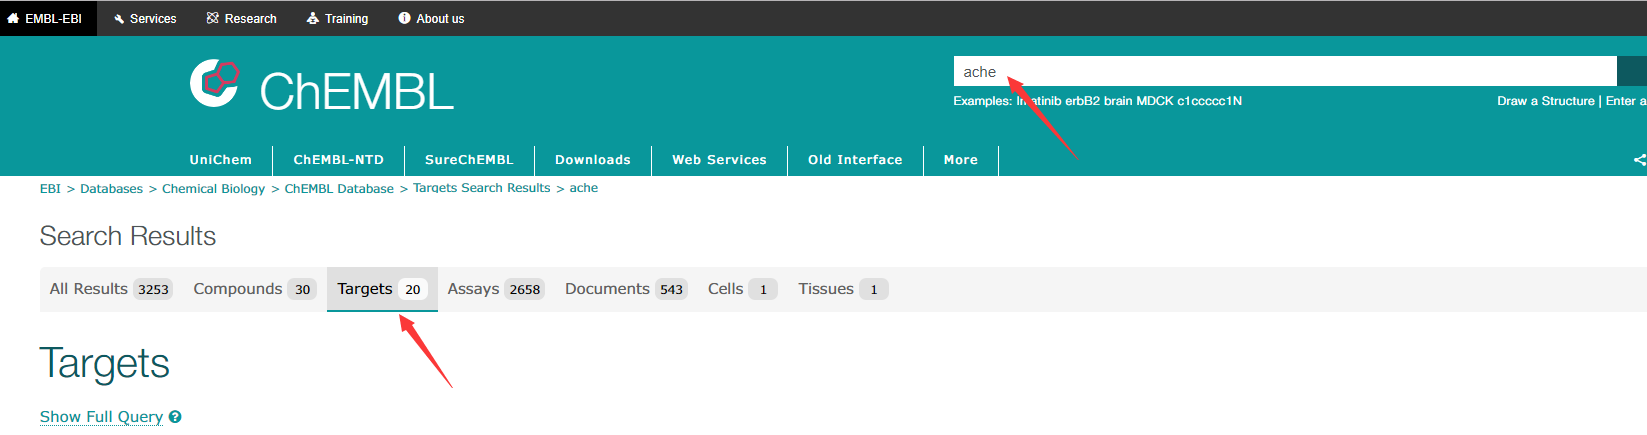 EMBL-EBI Services Research Training About us
ChEMBL
ache
Examples: Imatinib erbB2 brain MDCK c1ccccc1N Draw a Structure | Enter a
UniChem ChEMBL-NTD SureChEMBL Downloads Web Services Old Interface More
EBI > Databases > Chemical Biology > ChEMBL Database > Targets Search Results > ache
Search Results
All Results 3253 Compounds 30 Targets 20 Assays 2658 Documents 543 Cells 1 Tissues 1
Targets
Show Full Query ?